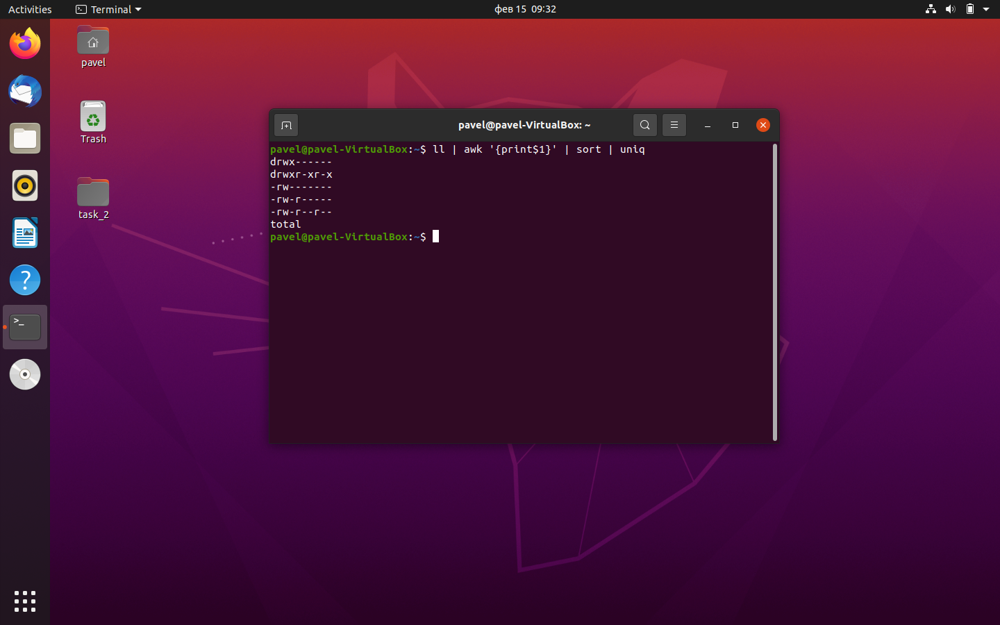 Activities
Terminal
фев 15 09:32
pavel
Trash
task_2
pavel@pavel-VirtualBox: ~
pavel@pavel-VirtualBox:~$ ll | awk '{print$1}' | sort | uniq
drwx------
drwxr-xr-x
-rw-------
-rw-r-----
-rw-r--r--
total
pavel@pavel-VirtualBox:~$